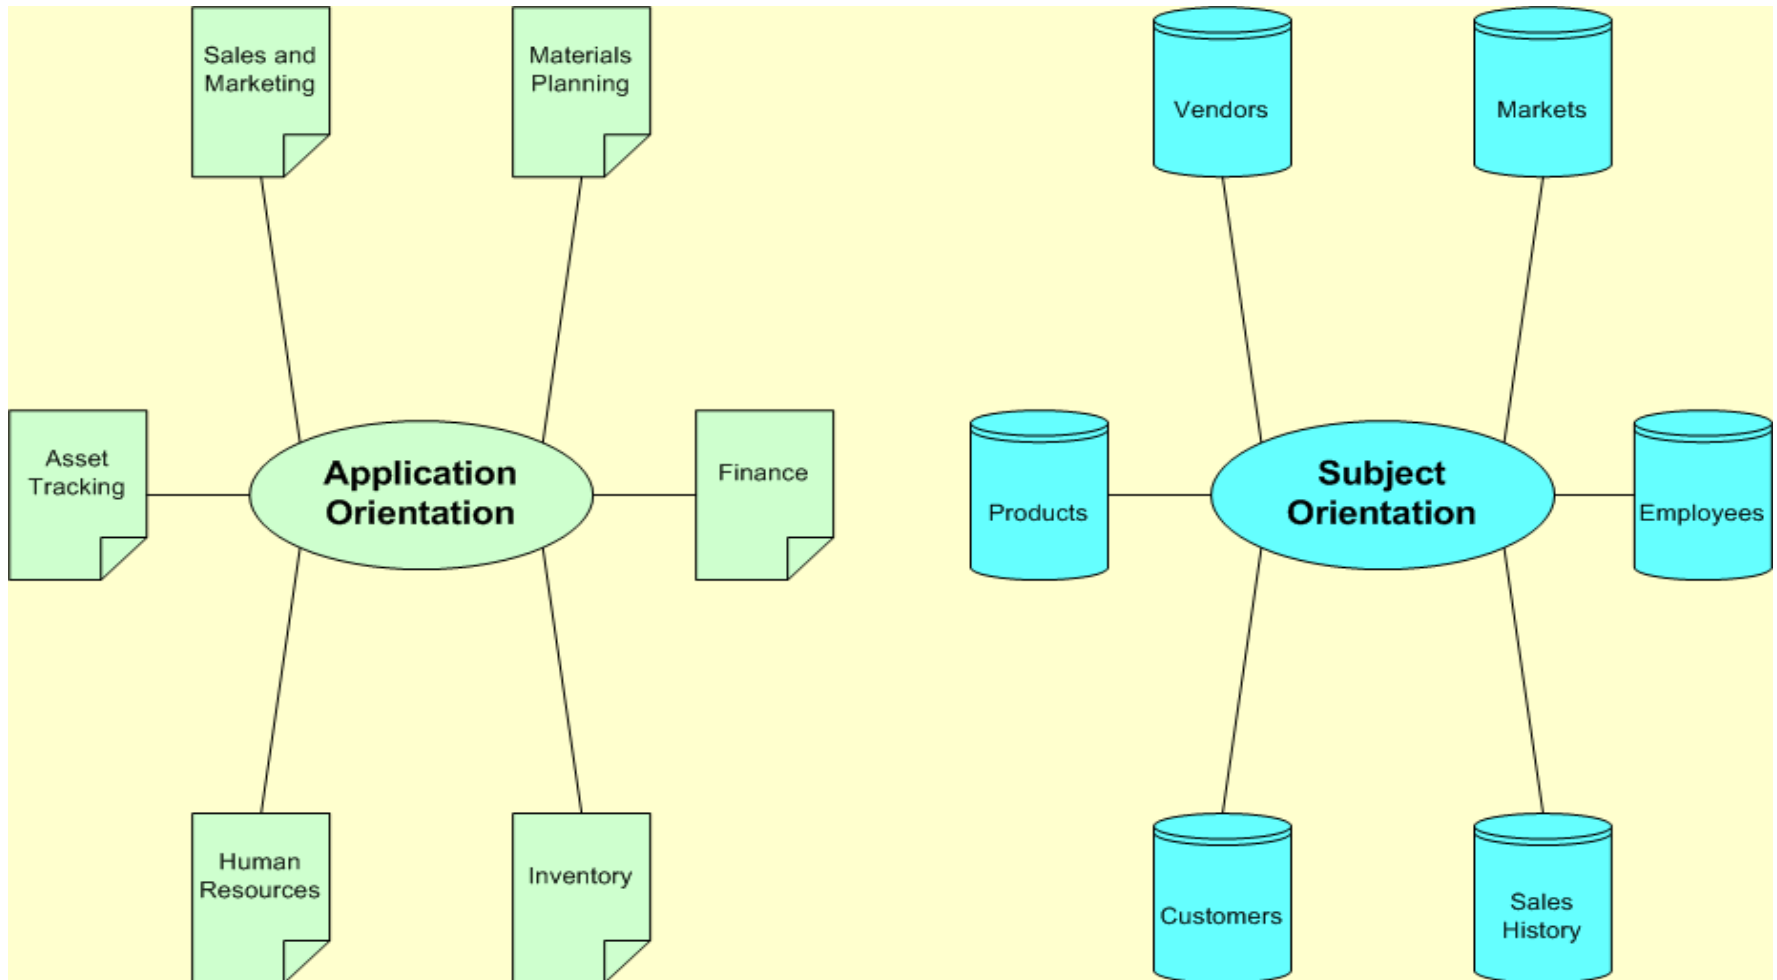 Sales and
Marketing
Materials
Planning
Asset
Tracking
Application
Orientation
Finance
Human
Resources
Inventory
Vendors
Markets
Products
Subject
Orientation
Employees
Customers
Sales
History